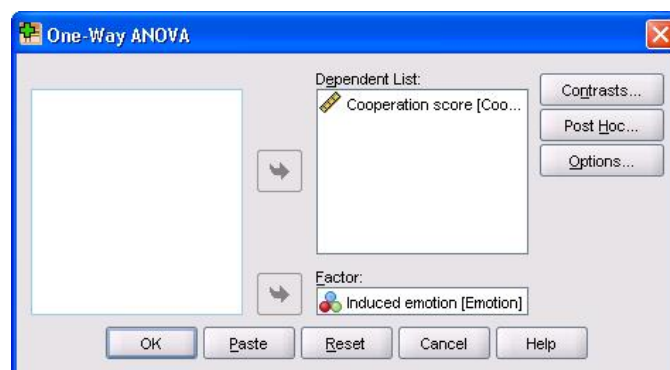 One-Way ANOVA
Dependent List:
Cooperation score [Coo...
Contrasts...
Post Hoc...
Options...
Factor:
Induced emotion [Emotion]
OK
Paste
Reset
Cancel
Help